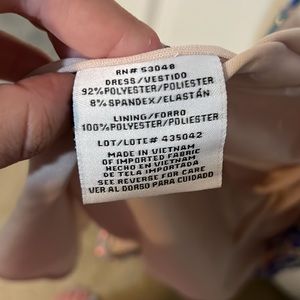 RN# 53048
DRESS/VESTIDO
92%POLYESTER/POLIESTER
8%SPANDEX/ELASTÁN
LINING/FORRO
100%POLYESTER/POLIESTER
LOT/LOTE# 435042
MADE IN VIETNAM
OF IMPORTED FABRIC
HECHO EN VIETNAM
DE TELA IMPORTADA
SEE REVERSE FOR CARE
VER AL DORSO PARA CUIDADO